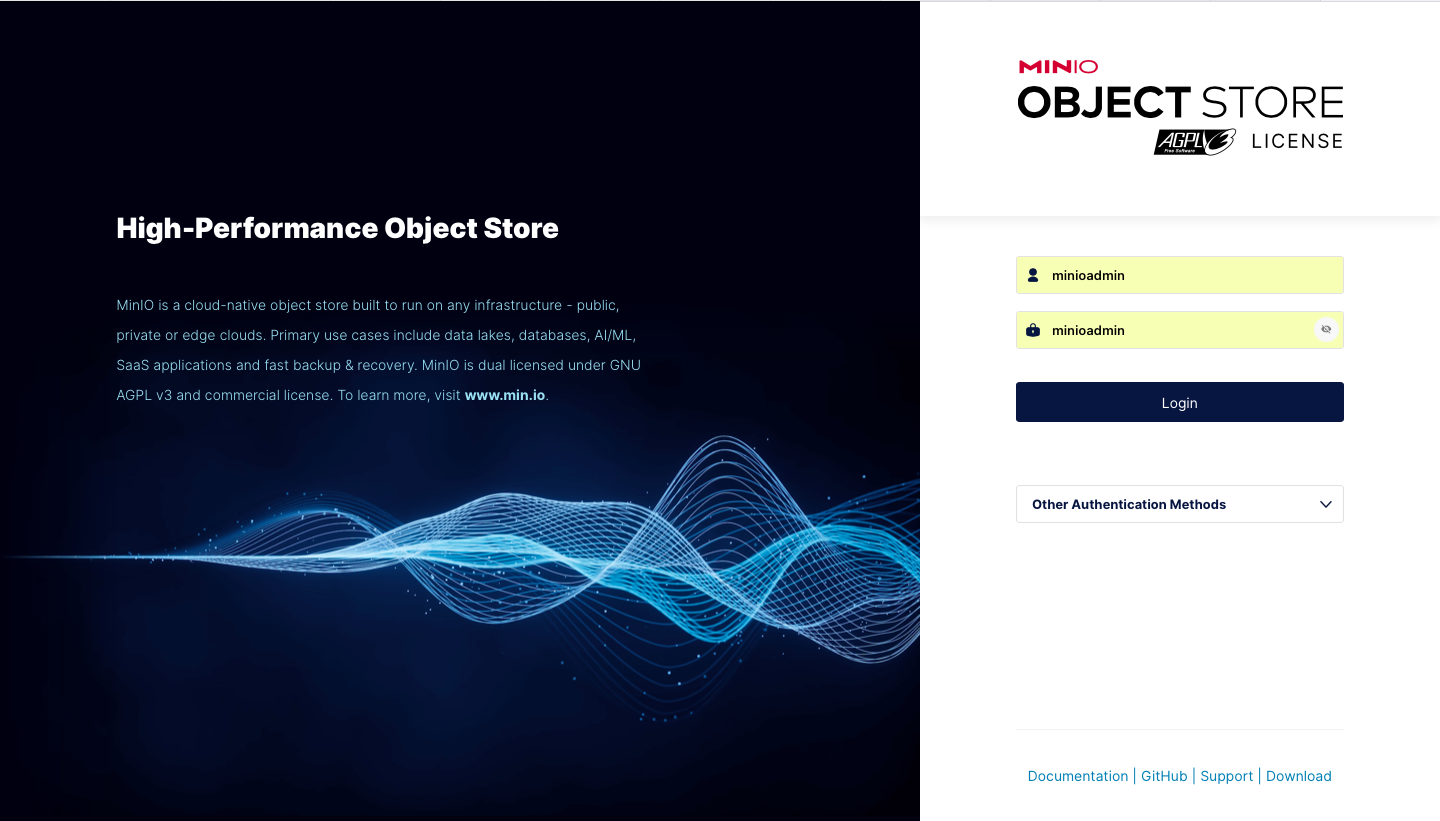 High-Performance Object Store
MinIO is a cloud-native object store built to run on any infrastructure - public,
private or edge clouds. Primary use cases include data lakes, databases, AI/ML,
SaaS applications and fast backup & recovery. MinIO is dual licensed under GNU
AGPL v3 and commercial license. To learn more, visit www.min.io.
MINIO
OBJECT STORE
AGPL v3 LICENSE
Free Software
minioadmin
minioadmin
Login
Other Authentication Methods
Documentation | GitHub | Support | Download